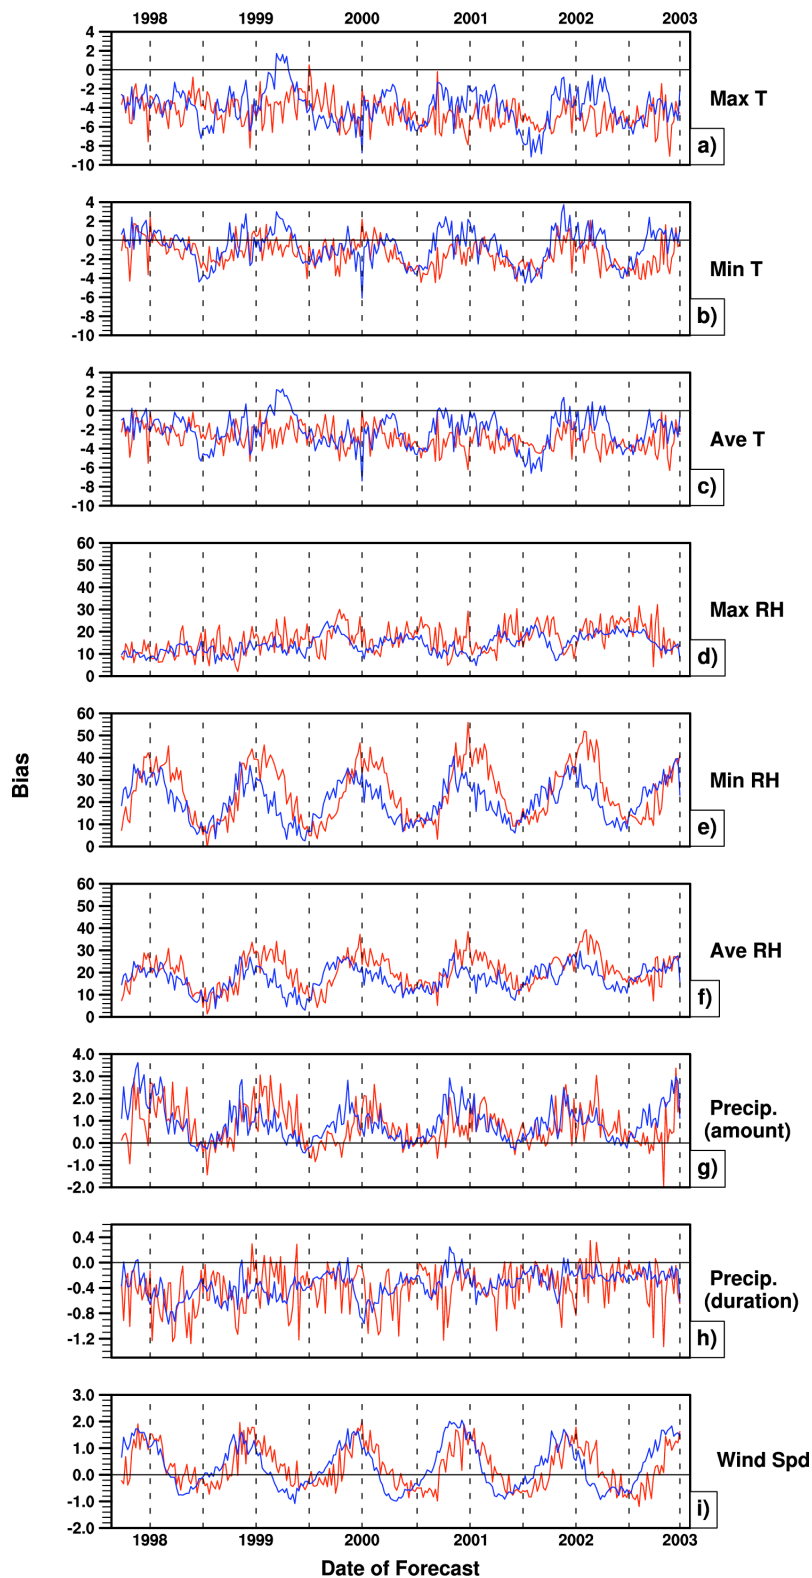 1998 1999 2000 2001 2002 2003
4
2
0
-2
-4
-6
-8
-10
Max T
a)
4
2
0
-2
-4
-6
-8
-10
Min T
b)
4
2
0
-2
-4
-6
-8
-10
Ave T
c)
60
50
40
30
20
10
0
Max RH
d)
Bias
60
50
40
30
20
10
0
Min RH
e)
60
50
40
30
20
10
0
Ave RH
f)
4.0
3.0
2.0
1.0
0.0
-1.0
-2.0
Precip.
(amount)
g)
0.4
0.0
-0.4
-0.8
-1.2
Precip.
(duration)
h)
3.0
2.0
1.0
0.0
-1.0
-2.0
Wind Spd
i)
1998 1999 2000 2001 2002 2003
Date of Forecast